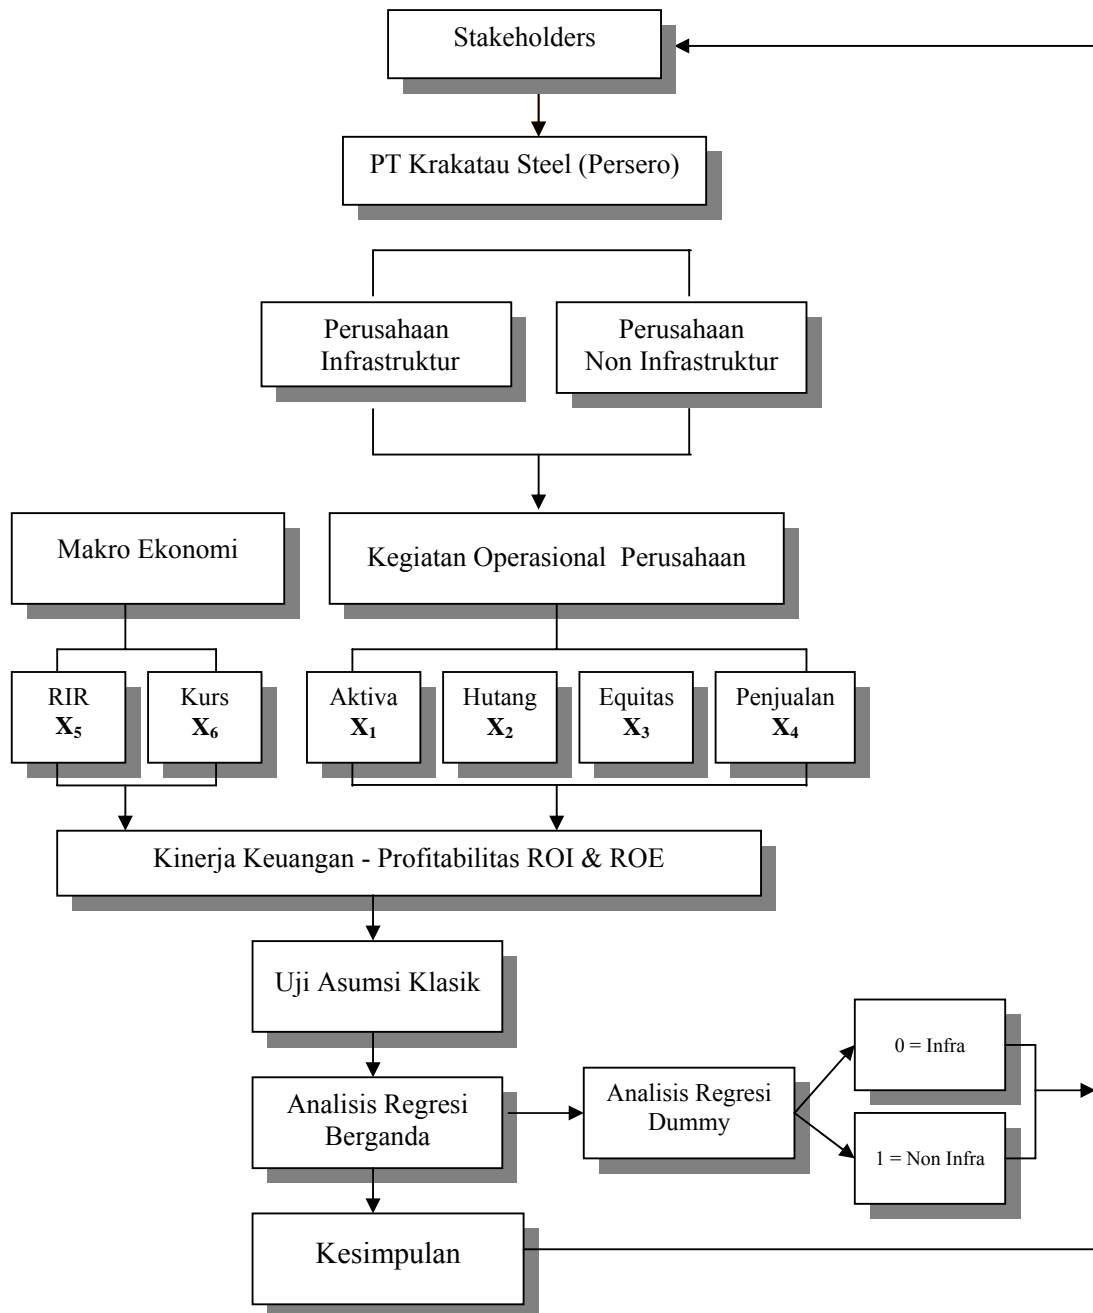 Stakeholders
PT Krakatau Steel (Persero)
Perusahaan
Infrastruktur
Perusahaan
Non Infrastruktur
Makro Ekonomi
Kegiatan Operasional Perusahaan
RIR
X₅
Kurs
X₆
Aktiva
X₁
Hutang
X₂
Equitas
X₃
Penjualan
X₄
Kinerja Keuangan - Profitabilitas ROI & ROE
Uji Asumsi Klasik
Analisis Regresi
Berganda
Analisis Regresi
Dummy
0 = Infra
1 = Non Infra
Kesimpulan